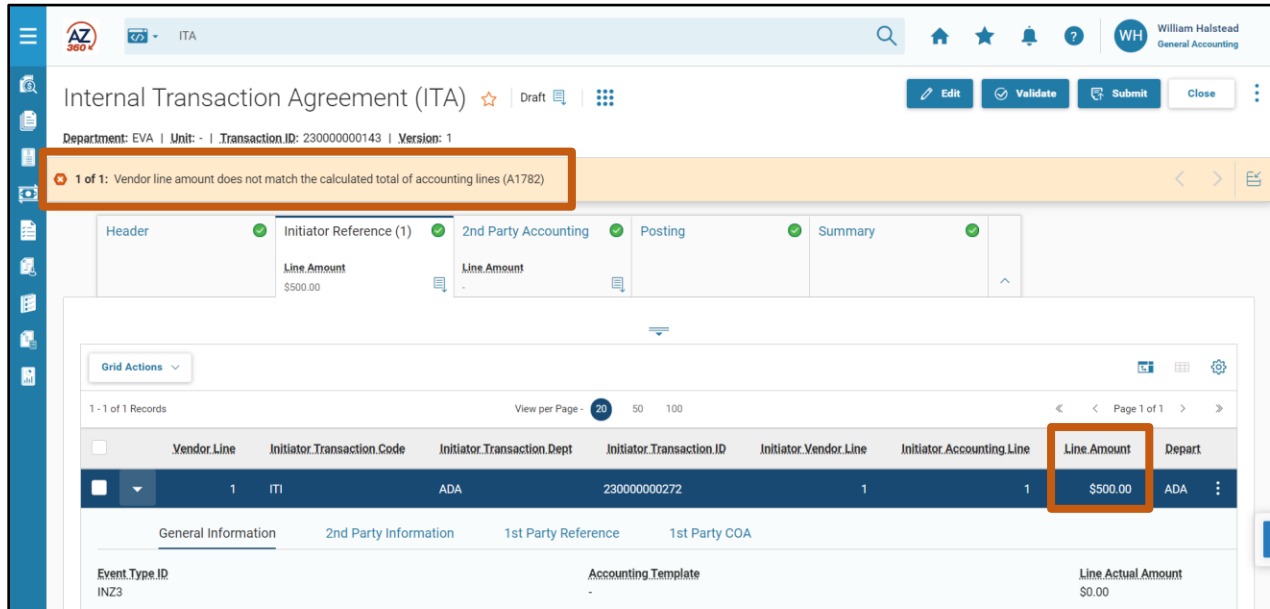 AZ
360
ITA
?
WH
William Halstead
General Accounting
Internal Transaction Agreement (ITA)
Draft
Edit
Validate
Submit
Close
Department: EVA | Unit: - | Transaction ID: 230000000143 | Version: 1
1 of 1: Vendor line amount does not match the calculated total of accounting lines (A1782)
Header
Initiator Reference (1)
2nd Party Accounting
Posting
Summary
Line Amount
Line Amount
$500.00
-
Grid Actions
1 - 1 of 1 Records
View per Page - 20 50 100
Page 1 of 1
Vendor Line Initiator Transaction Code Initiator Transaction Dept Initiator Transaction ID Initiator Vendor Line Initiator Accounting Line Line Amount Depart
1 ITI ADA 230000000272 1 1 $500.00 ADA
General Information 2nd Party Information 1st Party Reference 1st Party COA
Event Type ID Accounting Template Line Actual Amount
INZ3 - $0.00